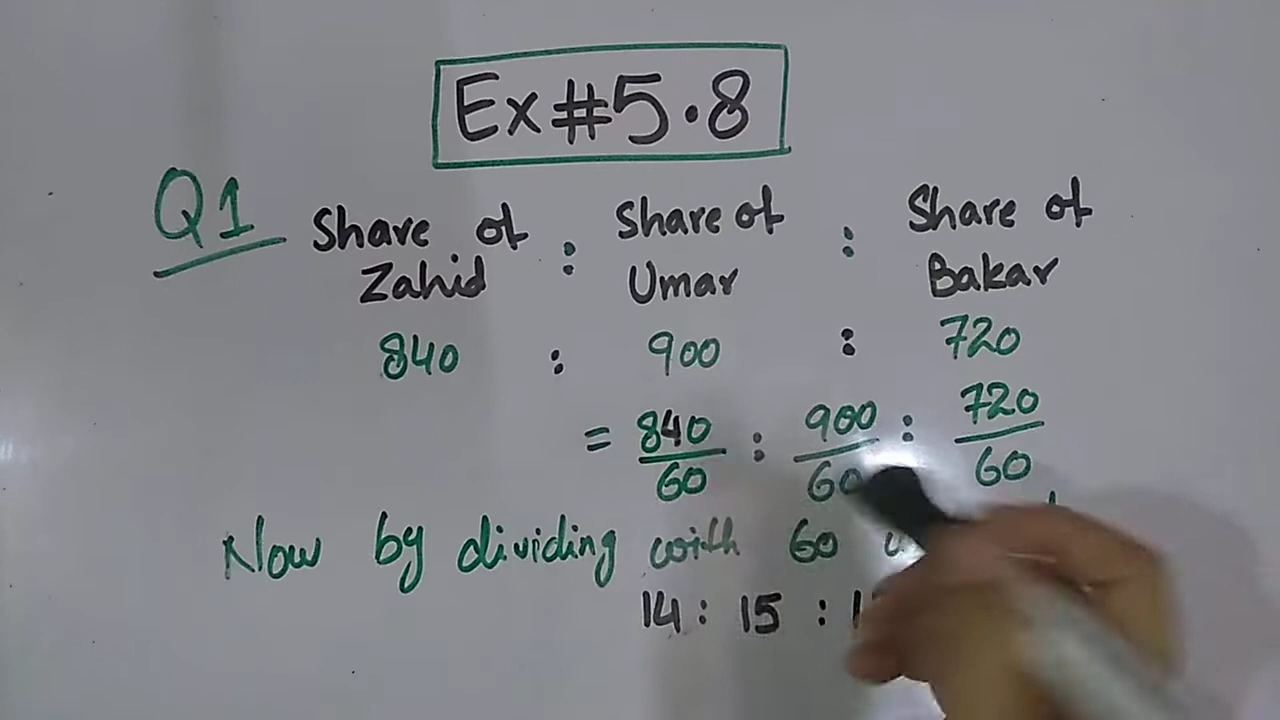 Ex#5.8
Q1 Share of : Share of : Share of
Zahid Umar Bakar
840 : 900 : 720
= 840/60 : 900/60 : 720/60
Now by dividing with 60
14 : 15 :